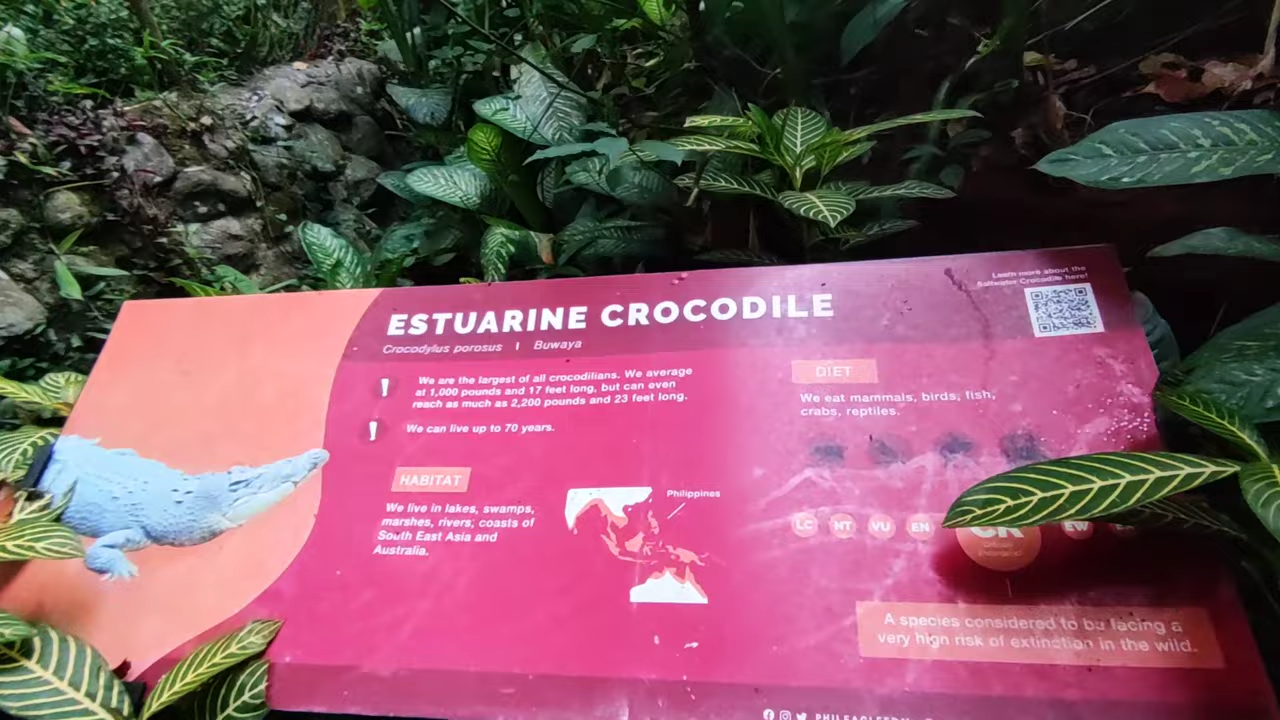 ESTUARINE CROCODILE
Crocodylus porosus | Buwaya
Learn more about the
Saltwater Crocodile here!
We are the largest of all crocodilians. We average
at 1,000 pounds and 17 feet long, but can even
reach as much as 2,200 pounds and 23 feet long.
We can live up to 70 years.
HABITAT
We live in lakes, swamps,
marshes, rivers, coasts of
South East Asia and
Australia.
Philippines
DIET
We eat mammals, birds, fish,
crabs, reptiles.
LC NT VU EN CR EW
A species considered to be facing a
very high risk of extinction in the wild.